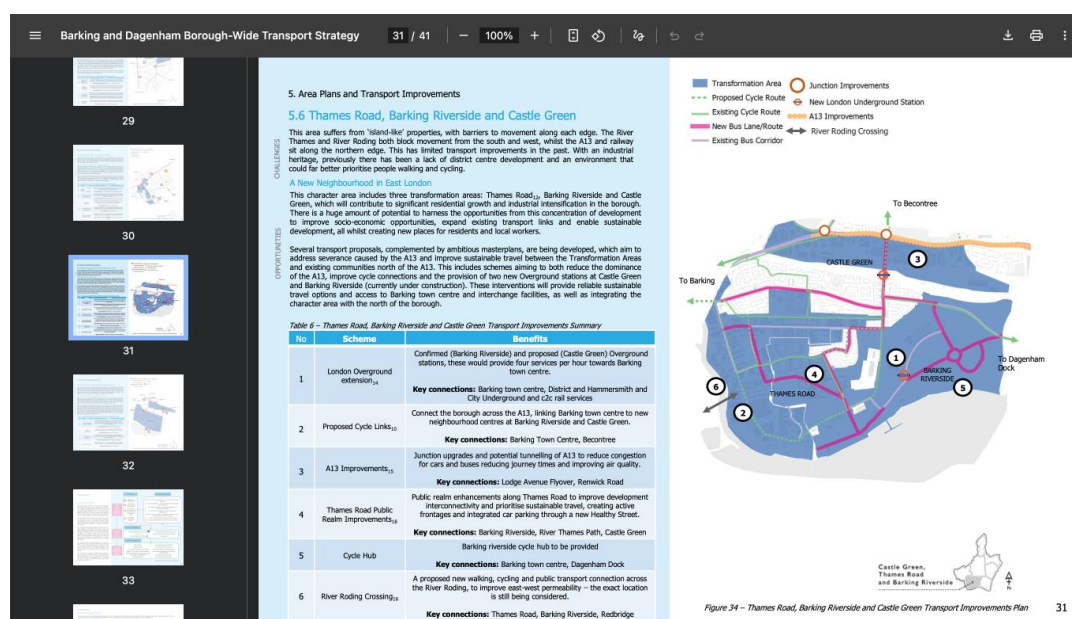 Barking and Dagenham Borough-Wide Transport Strategy
31 / 41
100%
29
30
31
32
33
5. Area Plans and Transport Improvements
5.6 Thames Road, Barking Riverside and Castle Green
CHALLENGES
This area suffers from 'island-like' properties, with barriers to movement along each edge. The River
Thames and River Roding both block movement from the south and west, whilst the A13 and railway
sit along the northern edge. This has limited transport improvements in the past. With an industrial
heritage, previously there has been a lack of district centre development and an environment that
could far better prioritise people walking and cycling.
A New Neighbourhood in East London
OPPORTUNITIES
This character area includes three transformation areas: Thames Road12, Barking Riverside and Castle
Green, which will contribute to significant residential growth and industrial intensification in the borough.
There is a huge amount of potential to harness the opportunities from this concentration of development
to improve socio-economic opportunities, expand existing transport links and enable sustainable
development, all whilst creating new places for residents and local workers.
Several transport proposals, complemented by ambitious masterplans, are being developed, which aim to
address severance caused by the A13 and improve sustainable travel between the Transformation Areas
and existing communities north of the A13. This includes schemes aiming to both reduce the dominance
of the A13, improve cycle connections and the provision of two new Overground stations at Castle Green
and Barking Riverside (currently under construction). These interventions will provide reliable sustainable
travel options and access to Barking town centre and interchange facilities, as well as integrating the
character area with the north of the borough.
Table 6 – Thames Road, Barking Riverside and Castle Green Transport Improvements Summary
No Scheme Benefits
1 London Overground extension14
Confirmed (Barking Riverside) and proposed (Castle Green) Overground
stations, these would provide four services per hour towards Barking
town centre.
Key connections: Barking town centre, District and Hammersmith and
City Underground and c2c rail services
2 Proposed Cycle Links10
Connect the borough across the A13, linking Barking town centre to new
neighbourhood centres at Barking Riverside and Castle Green.
Key connections: Barking Town Centre, Becontree
3 A13 Improvements15
Junction upgrades and potential tunnelling of A13 to reduce congestion
for cars and buses reducing journey times and improving air quality.
Key connections: Lodge Avenue Flyover, Renwick Road
4 Thames Road Public
Realm Improvements18
Public realm enhancements along Thames Road to improve development
interconnectivity and prioritise sustainable travel, creating active
frontages and integrated car parking through a new Healthy Street.
Key connections: Barking Riverside, River Thames Path, Castle Green
5 Cycle Hub
Barking riverside cycle hub to be provided
Key connections: Barking town centre, Dagenham Dock
6 River Roding Crossing16
A proposed new walking, cycling and public transport connection across
the River Roding, to improve east-west permeability – the exact location
is still being considered.
Key connections: Thames Road, Barking Riverside, Redbridge
Transformation Area
Proposed Cycle Route
Existing Cycle Route
New Bus Lane/Route
Existing Bus Corridor
Junction Improvements
New London Underground Station
A13 Improvements
River Roding Crossing
To Becontree
CASTLE GREEN
3
To Barking
1
To Dagenham
Dock
BARKING
RIVERSIDE
4
5
6
THAMES ROAD
2
Castle Green,
Thames Road
and Barking Riverside
N
Figure 34 – Thames Road, Barking Riverside and Castle Green Transport Improvements Plan
31